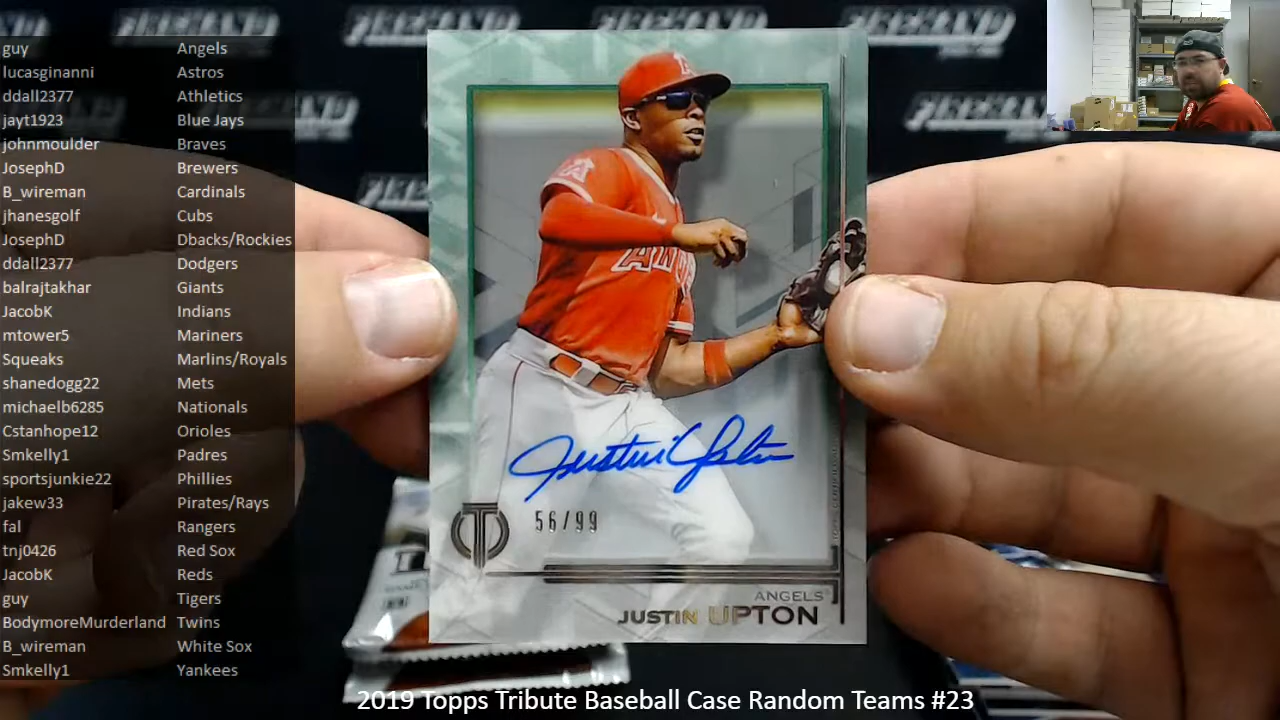 guy Angels
lucasginanni Astros
ddall2377 Athletics
jayt1923 Blue Jays
johnmoulder Braves
JosephD Brewers
B_wireman Cardinals
jhanesgolf Cubs
JosephD Dbacks/Rockies
ddall2377 Dodgers
balrajtakhar Giants
JacobK Indians
mtower5 Mariners
Squeaks Marlins/Royals
shanedogg22 Mets
michaelb6285 Nationals
Cstanhope12 Orioles
Smkelly1 Padres
sportsjunkie22 Phillies
jakew33 Pirates/Rays
fal Rangers
tnj0426 Red Sox
JacobK Reds
guy Tigers
BodymoreMurderland Twins
B_wireman White Sox
Smkelly1 Yankees
FIREHAND
Justin Upton
56/99
ANGELS
JUSTIN UPTON
2019 Topps Tribute Baseball Case Random Teams #23